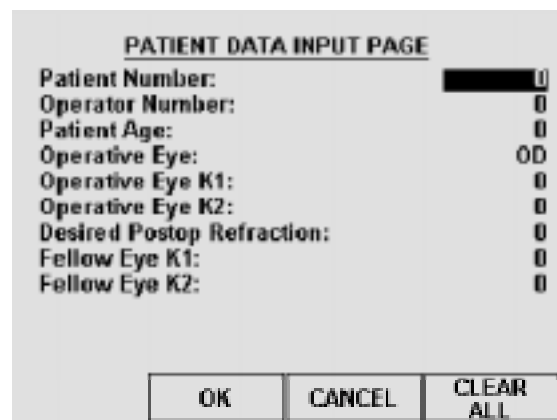 PATIENT DATA INPUT PAGE
Patient Number: 0
Operator Number: 0
Patient Age: 0
Operative Eye: OD
Operative Eye K1: 0
Operative Eye K2: 0
Desired Postop Refraction: 0
Fellow Eye K1: 0
Fellow Eye K2: 0
OK CANCEL CLEAR ALL